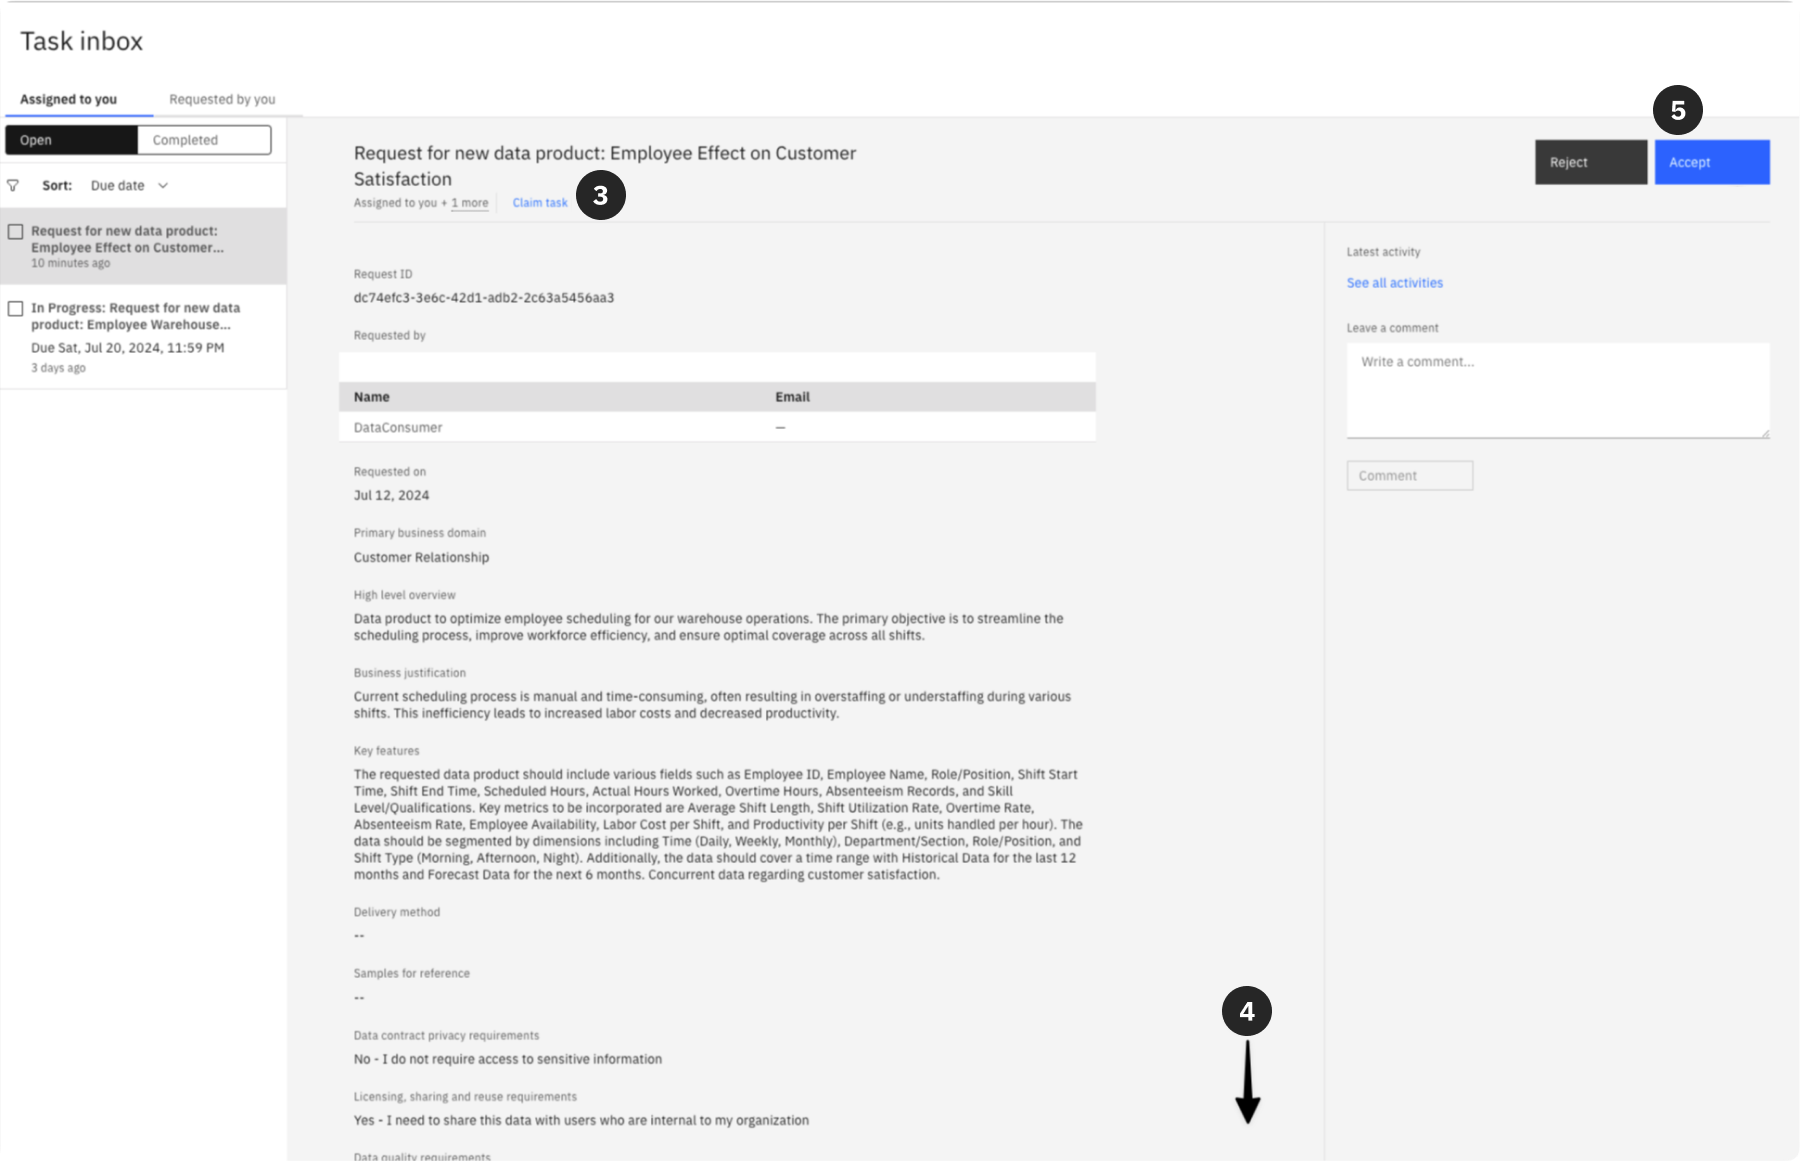 Task inbox
Assigned to you
Requested by you
Open
Completed
Sort: Due date
Request for new data product:
Employee Effect on Customer...
10 minutes ago
In Progress: Request for new data
product: Employee Warehouse...
Due Sat, Jul 20, 2024, 11:59 PM
3 days ago
Request for new data product: Employee Effect on Customer
Satisfaction
Assigned to you + 1 more
Claim task
3
Reject
Accept
5
Request ID
dc74efc3-3e6c-42d1-adb2-2c63a5456aa3
Requested by
Name Email
DataConsumer —
Requested on
Jul 12, 2024
Primary business domain
Customer Relationship
High level overview
Data product to optimize employee scheduling for our warehouse operations. The primary objective is to streamline the
scheduling process, improve workforce efficiency, and ensure optimal coverage across all shifts.
Business justification
Current scheduling process is manual and time-consuming, often resulting in overstaffing or understaffing during various
shifts. This inefficiency leads to increased labor costs and decreased productivity.
Key features
The requested data product should include various fields such as Employee ID, Employee Name, Role/Position, Shift Start
Time, Shift End Time, Scheduled Hours, Actual Hours Worked, Overtime Hours, Absenteeism Records, and Skill
Level/Qualifications. Key metrics to be incorporated are Average Shift Length, Shift Utilization Rate, Overtime Rate,
Absenteeism Rate, Employee Availability, Labor Cost per Shift, and Productivity per Shift (e.g., units handled per hour). The
data should be segmented by dimensions including Time (Daily, Weekly, Monthly), Department/Section, Role/Position, and
Shift Type (Morning, Afternoon, Night). Additionally, the data should cover a time range with Historical Data for the last 12
months and Forecast Data for the next 6 months. Concurrent data regarding customer satisfaction.
Delivery method
--
Samples for reference
--
Data contract privacy requirements
No - I do not require access to sensitive information
Licensing, sharing and reuse requirements
Yes - I need to share this data with users who are internal to my organization
Data quality requirements
4
Latest activity
See all activities
Leave a comment
Write a comment...
Comment